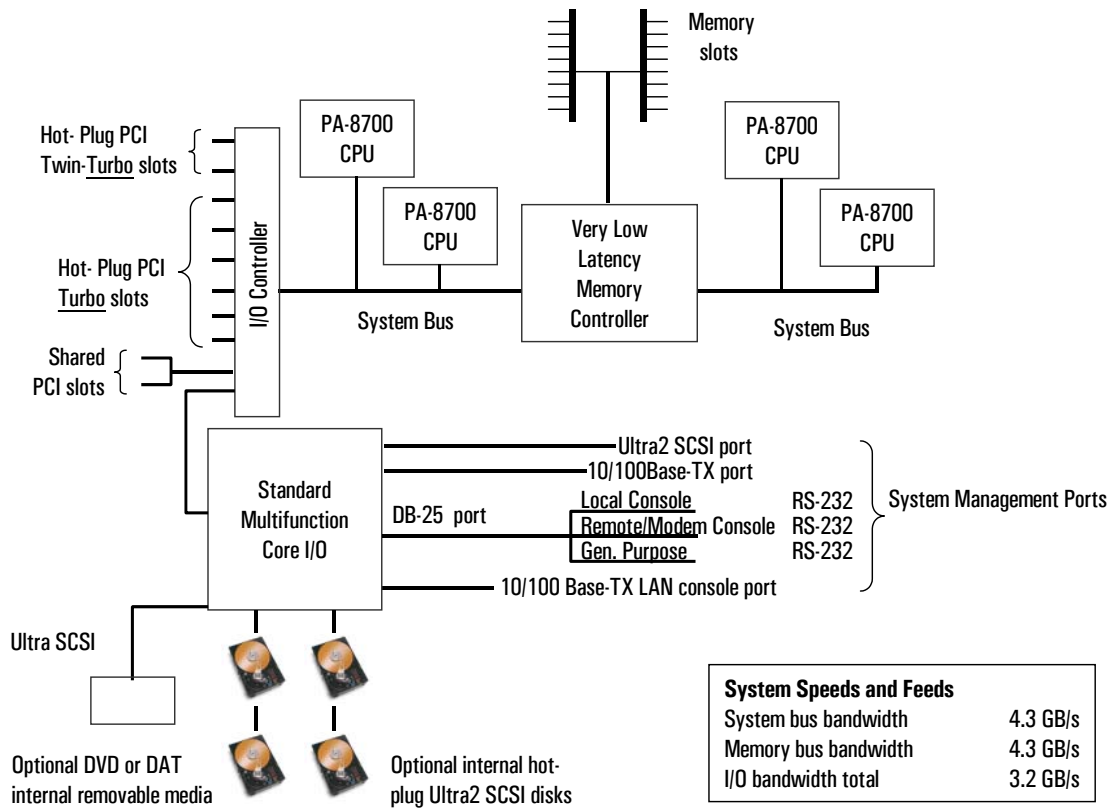 Memory
slots
PA-8700
CPU
PA-8700
CPU
Hot- Plug PCI
Twin-Turbo slots
PA-8700
CPU
PA-8700
CPU
Very Low
Latency
Memory
Controller
I/O Controller
Hot- Plug PCI
Turbo slots
System Bus
System Bus
Shared
PCI slots
Standard
Multifunction
Core I/O
Ultra2 SCSI port
10/100Base-TX port
DB-25 port
Local Console RS-232
Remote/Modem Console RS-232
Gen. Purpose RS-232
System Management Ports
10/100 Base-TX LAN console port
Ultra SCSI
Optional DVD or DAT
internal removable media
Optional internal hot-
plug Ultra2 SCSI disks
System Speeds and Feeds
System bus bandwidth 4.3 GB/s
Memory bus bandwidth 4.3 GB/s
I/O bandwidth total 3.2 GB/s